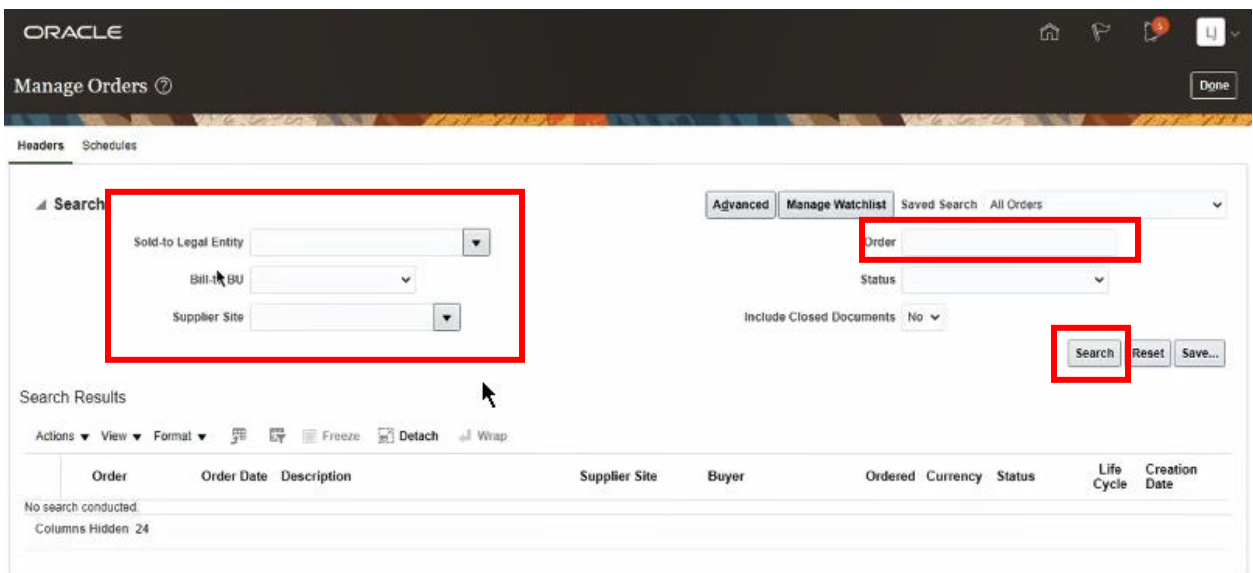 ORACLE
5
LJ
Manage Orders
Done
Headers Schedules
Search
Advanced Manage Watchlist Saved Search All Orders
Sold-to Legal Entity
Order
Bill-to BU
Status
Supplier Site
Include Closed Documents No
Search Reset Save...
Search Results
Actions View Format Freeze Detach Wrap
Order Order Date Description Supplier Site Buyer Ordered Currency Status Life Cycle Creation Date
No search conducted.
Columns Hidden 24